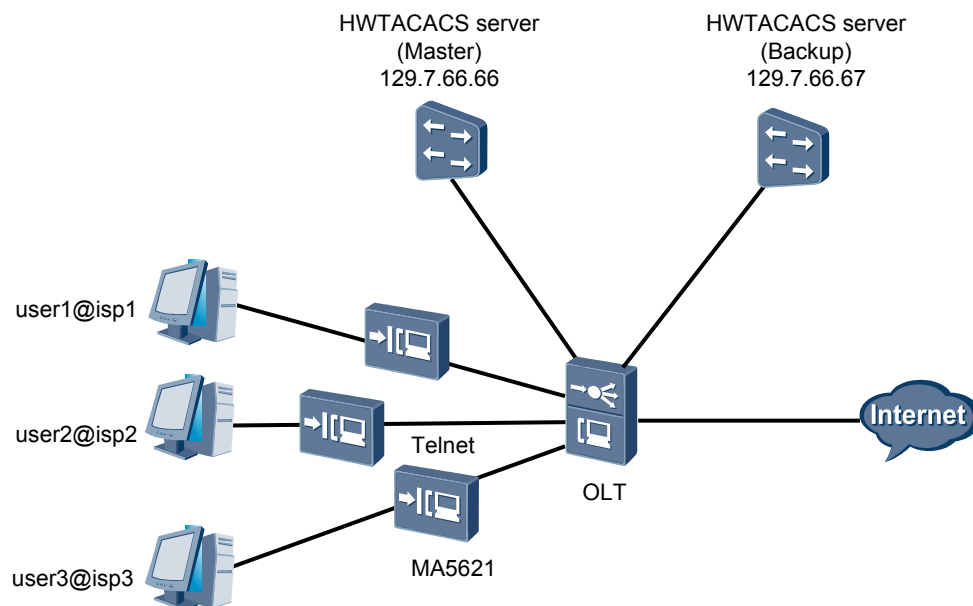 HWTACACS server
(Master)
129.7.66.66
HWTACACS server
(Backup)
129.7.66.67
user1@isp1
user2@isp2
Telnet
Internet
OLT
MA5621
user3@isp3